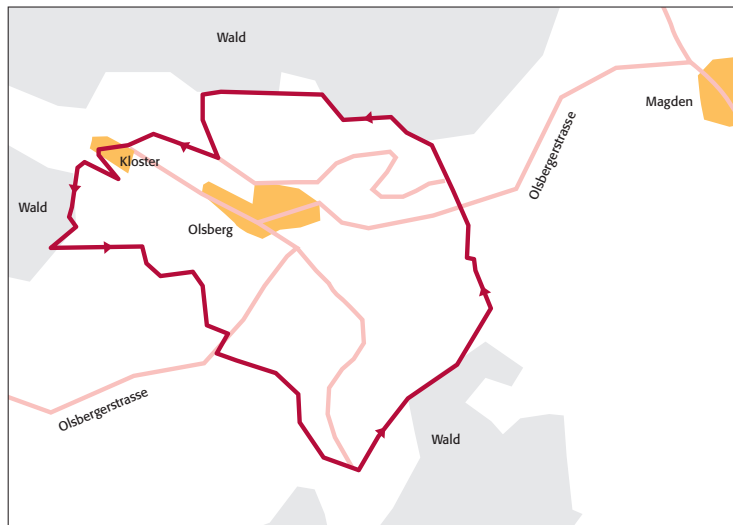 Wald
Magden
Kloster
Olsbergerstrasse
Wald
Olsberg
Olsbergerstrasse
Wald